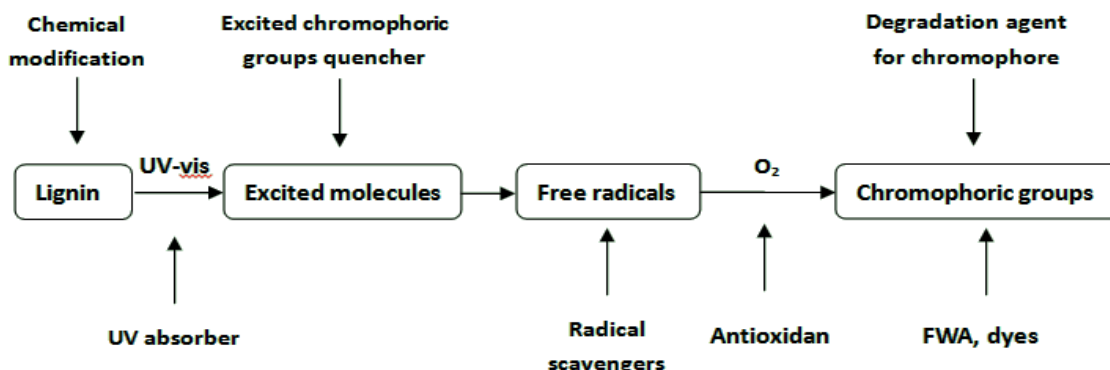 Chemical
modification
Excited chromophoric
groups quencher
Degradation agent
for chromophore
Lignin
UV-vis
Excited molecules
Free radicals
O₂
Chromophoric groups
UV absorber
Radical
scavengers
Antioxidan
FWA, dyes